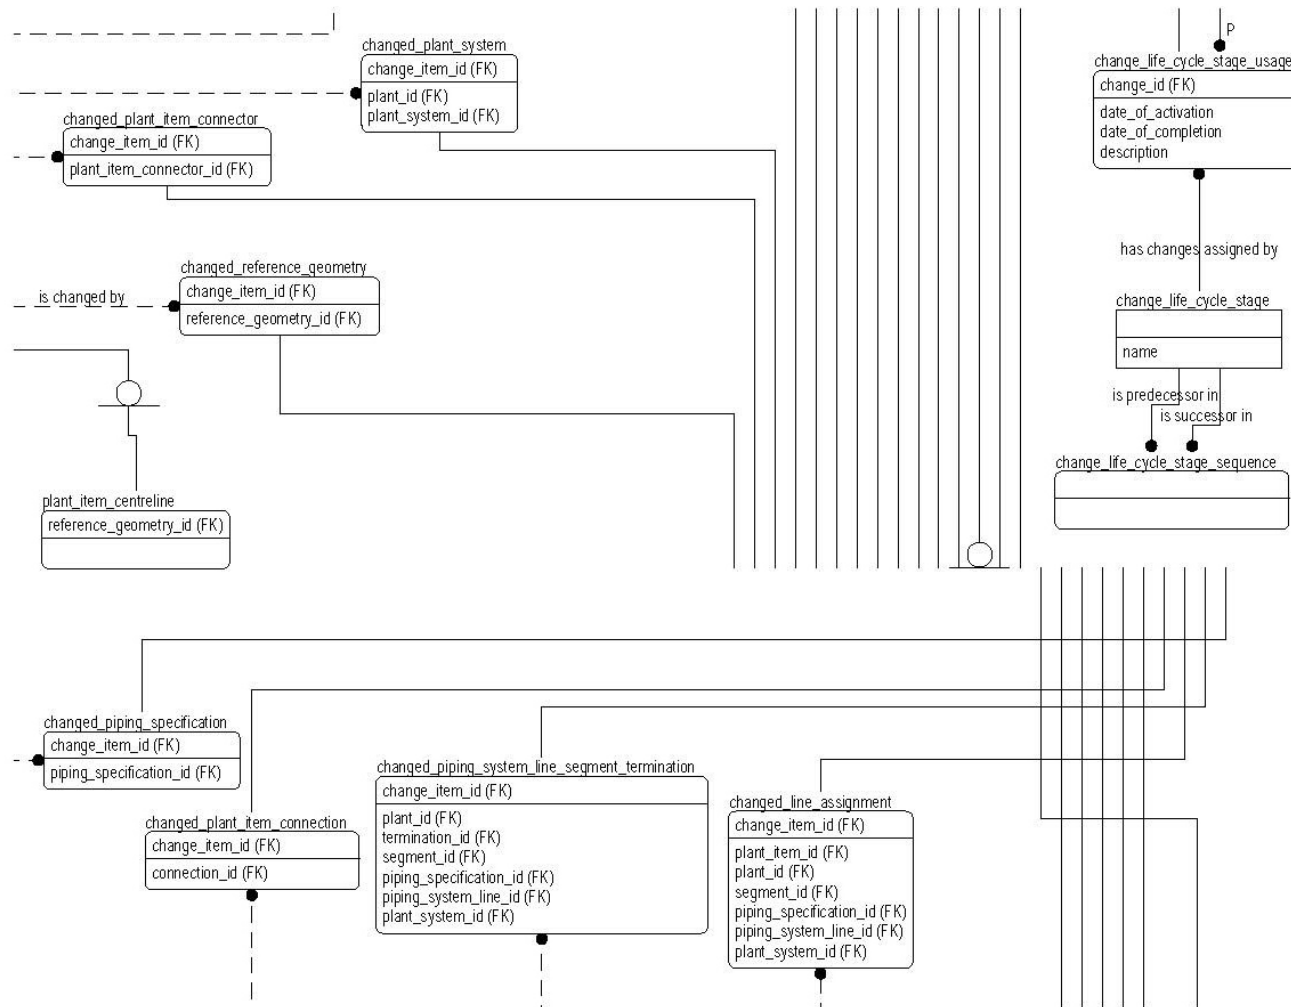 changed_plant_system
change_item_id (FK)
plant_id (FK)
plant_system_id (FK)
changed_plant_item_connector
change_item_id (FK)
plant_item_connector_id (FK)
P
change_life_cycle_stage_usage
change_id (FK)
date_of_activation
date_of_completion
description
has changes assigned by
changed_reference_geometry
change_item_id (FK)
reference_geometry_id (FK)
is changed by
change_life_cycle_stage
name
is predecessor in
is successor in
change_life_cycle_stage_sequence
plant_item_centreline
reference_geometry_id (FK)
changed_piping_specification
change_item_id (FK)
piping_specification_id (FK)
changed_plant_item_connection
change_item_id (FK)
connection_id (FK)
changed_piping_system_line_segment_termination
change_item_id (FK)
plant_id (FK)
termination_id (FK)
segment_id (FK)
piping_specification_id (FK)
piping_system_line_id (FK)
plant_system_id (FK)
changed_line_assignment
change_item_id (FK)
plant_item_id (FK)
plant_id (FK)
segment_id (FK)
piping_specification_id (FK)
piping_system_line_id (FK)
plant_system_id (FK)